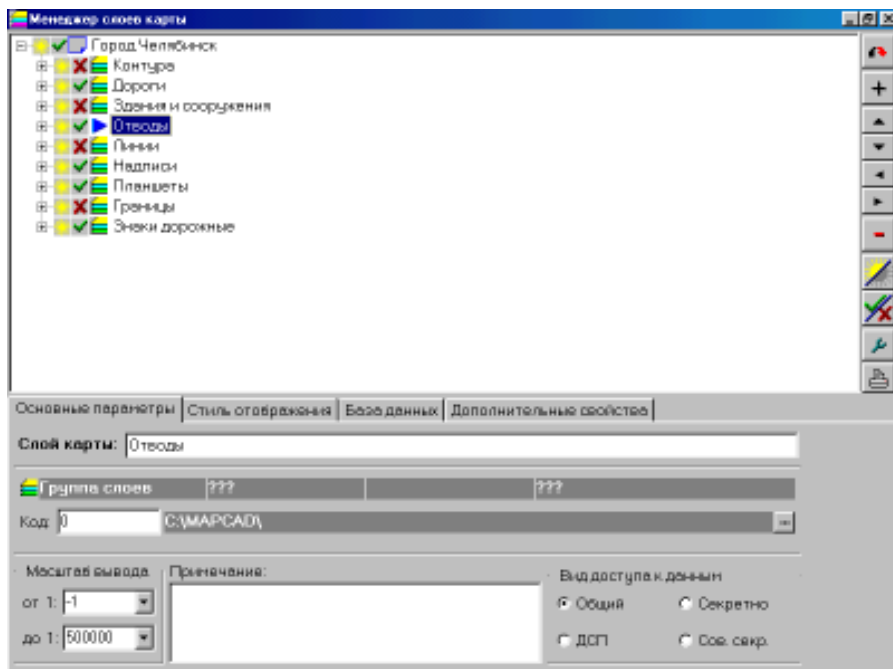 Менеджер слоев карты
Город Челябинск
Контура
Дороги
Здания и сооружения
Отводы
Линии
Надписи
Планшеты
Границы
Знаки дорожные
Основные параметры Стиль отображения База данных Дополнительные свойства
Слой карты: Отводы
Группа слоев ??? ???
Код: 0 C:\MAPCAD\ ...
Масштаб вывода Примечание: Вид доступа к данным
от 1: -1 Общий Секретно
до 1: 500000 ДСП Сов. секр.